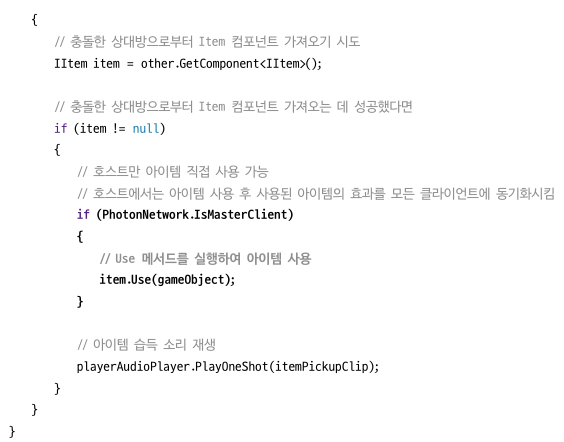 {
// 충돌한 상대방으로부터 Item 컴포넌트 가져오기 시도
IItem item = other.GetComponent<IItem>();
// 충돌한 상대방으로부터 Item 컴포넌트 가져오는 데 성공했다면
if (item != null)
{
// 호스트만 아이템 직접 사용 가능
// 호스트에서는 아이템 사용 후 사용된 아이템의 효과를 모든 클라이언트에 동기화시킴
if (PhotonNetwork.IsMasterClient)
{
// Use 메서드를 실행하여 아이템 사용
item.Use(gameObject);
}
// 아이템 습득 소리 재생
playerAudioPlayer.PlayOneShot(itemPickupClip);
}
}
}